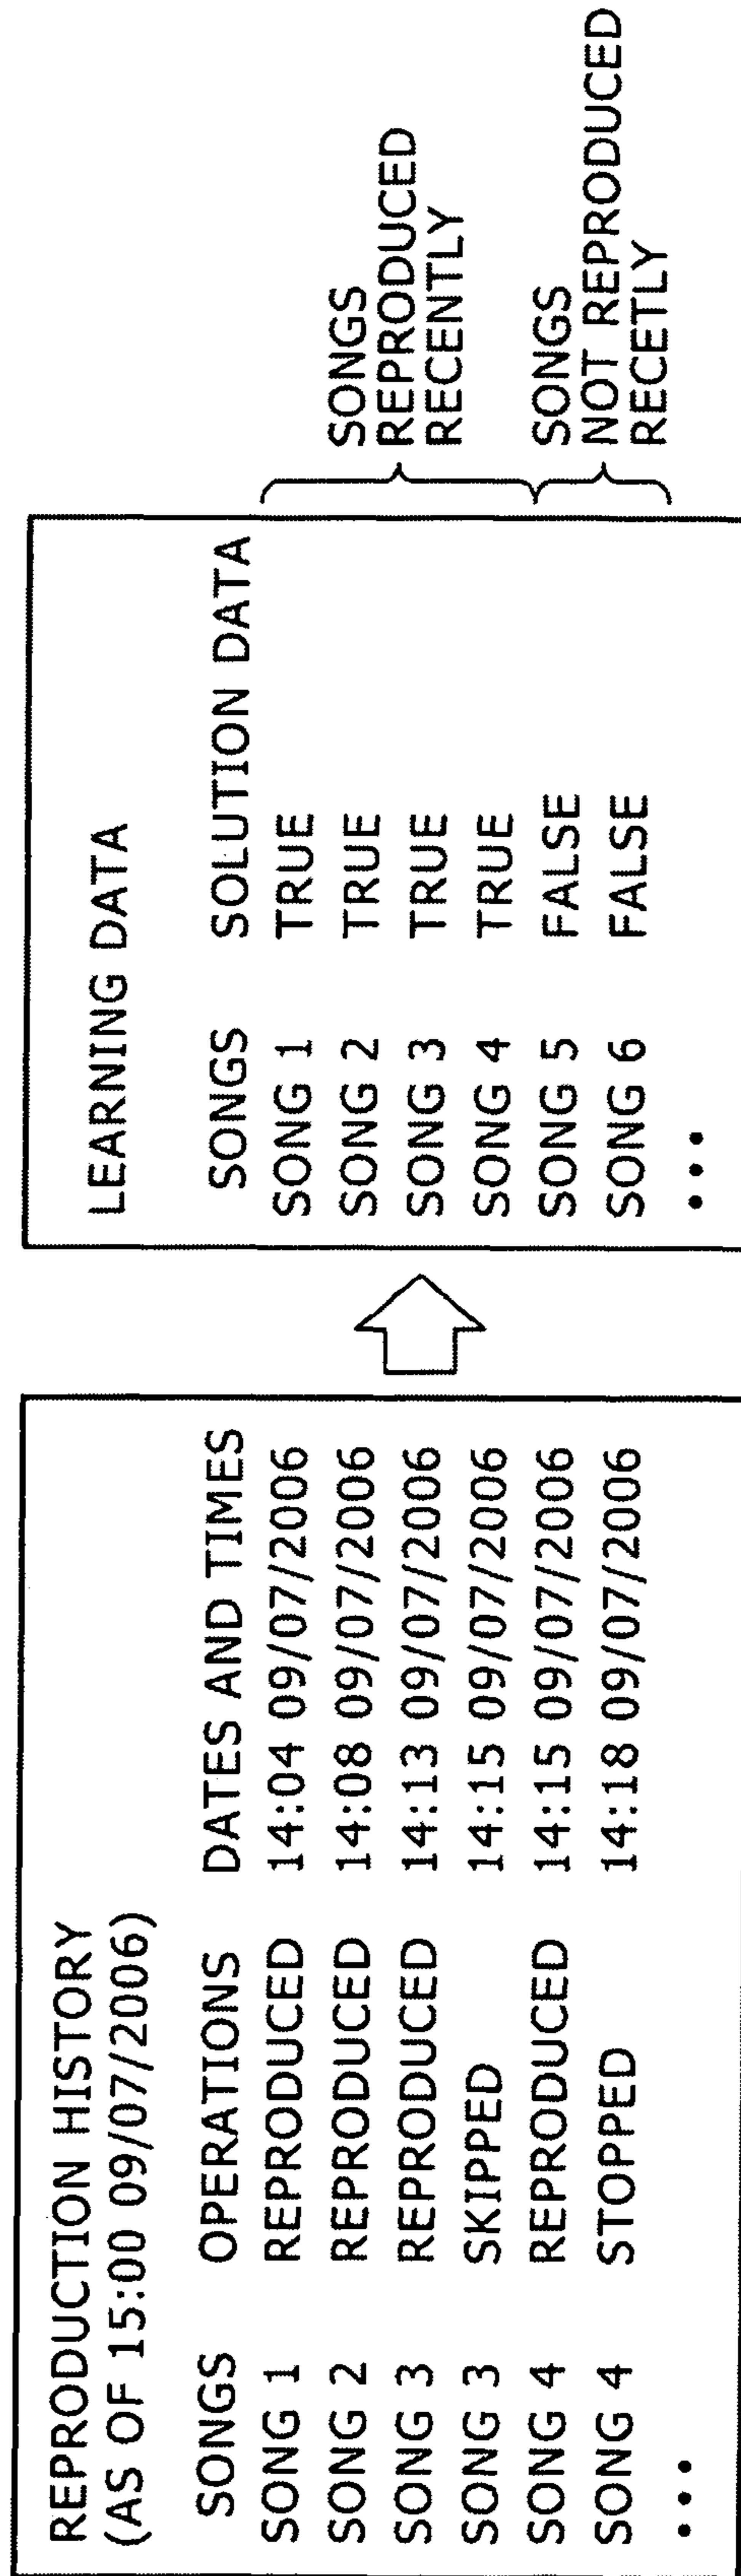 REPRODUCTION HISTORY
(AS OF 15:00 09/07/2006)
SONGS OPERATIONS DATES AND TIMES
SONG 1 REPRODUCED 14:04 09/07/2006
SONG 2 REPRODUCED 14:08 09/07/2006
SONG 3 REPRODUCED 14:13 09/07/2006
SONG 3 SKIPPED 14:15 09/07/2006
SONG 4 REPRODUCED 14:15 09/07/2006
SONG 4 STOPPED 14:18 09/07/2006
•••
LEARNING DATA
SONGS SOLUTION DATA
SONG 1 TRUE
SONG 2 TRUE
SONG 3 TRUE
SONG 4 TRUE
SONG 5 FALSE
SONG 6 FALSE
•••
SONGS
REPRODUCED
RECENTLY
SONGS
NOT REPRODUCED
RECETLY